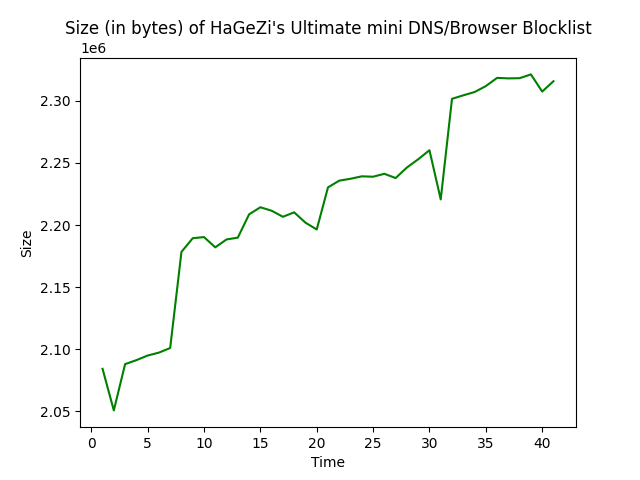 Size (in bytes) of HaGeZi's Ultimate mini DNS/Browser Blocklist
1e6
2.30
2.25
2.20
2.15
2.10
2.05
Size
0 5 10 15 20 25 30 35 40
Time